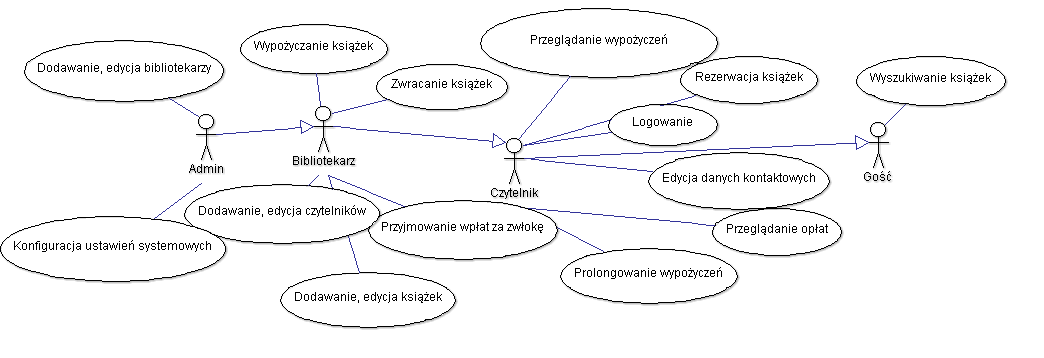 Przeglądanie wypożyczeń
Wypożyczanie książek
Dodawanie, edycja bibliotekarzy
Zwracanie książek
Rezerwacja książek
Wyszukiwanie książek
Logowanie
Admin
Bibliotekarz
Czytelnik
Gość
Edycja danych kontaktowych
Dodawanie, edycja czytelników
Przyjmowanie wpłat za zwłokę
Przeglądanie opłat
Konfiguracja ustawień systemowych
Prolongowanie wypożyczeń
Dodawanie, edycja książek